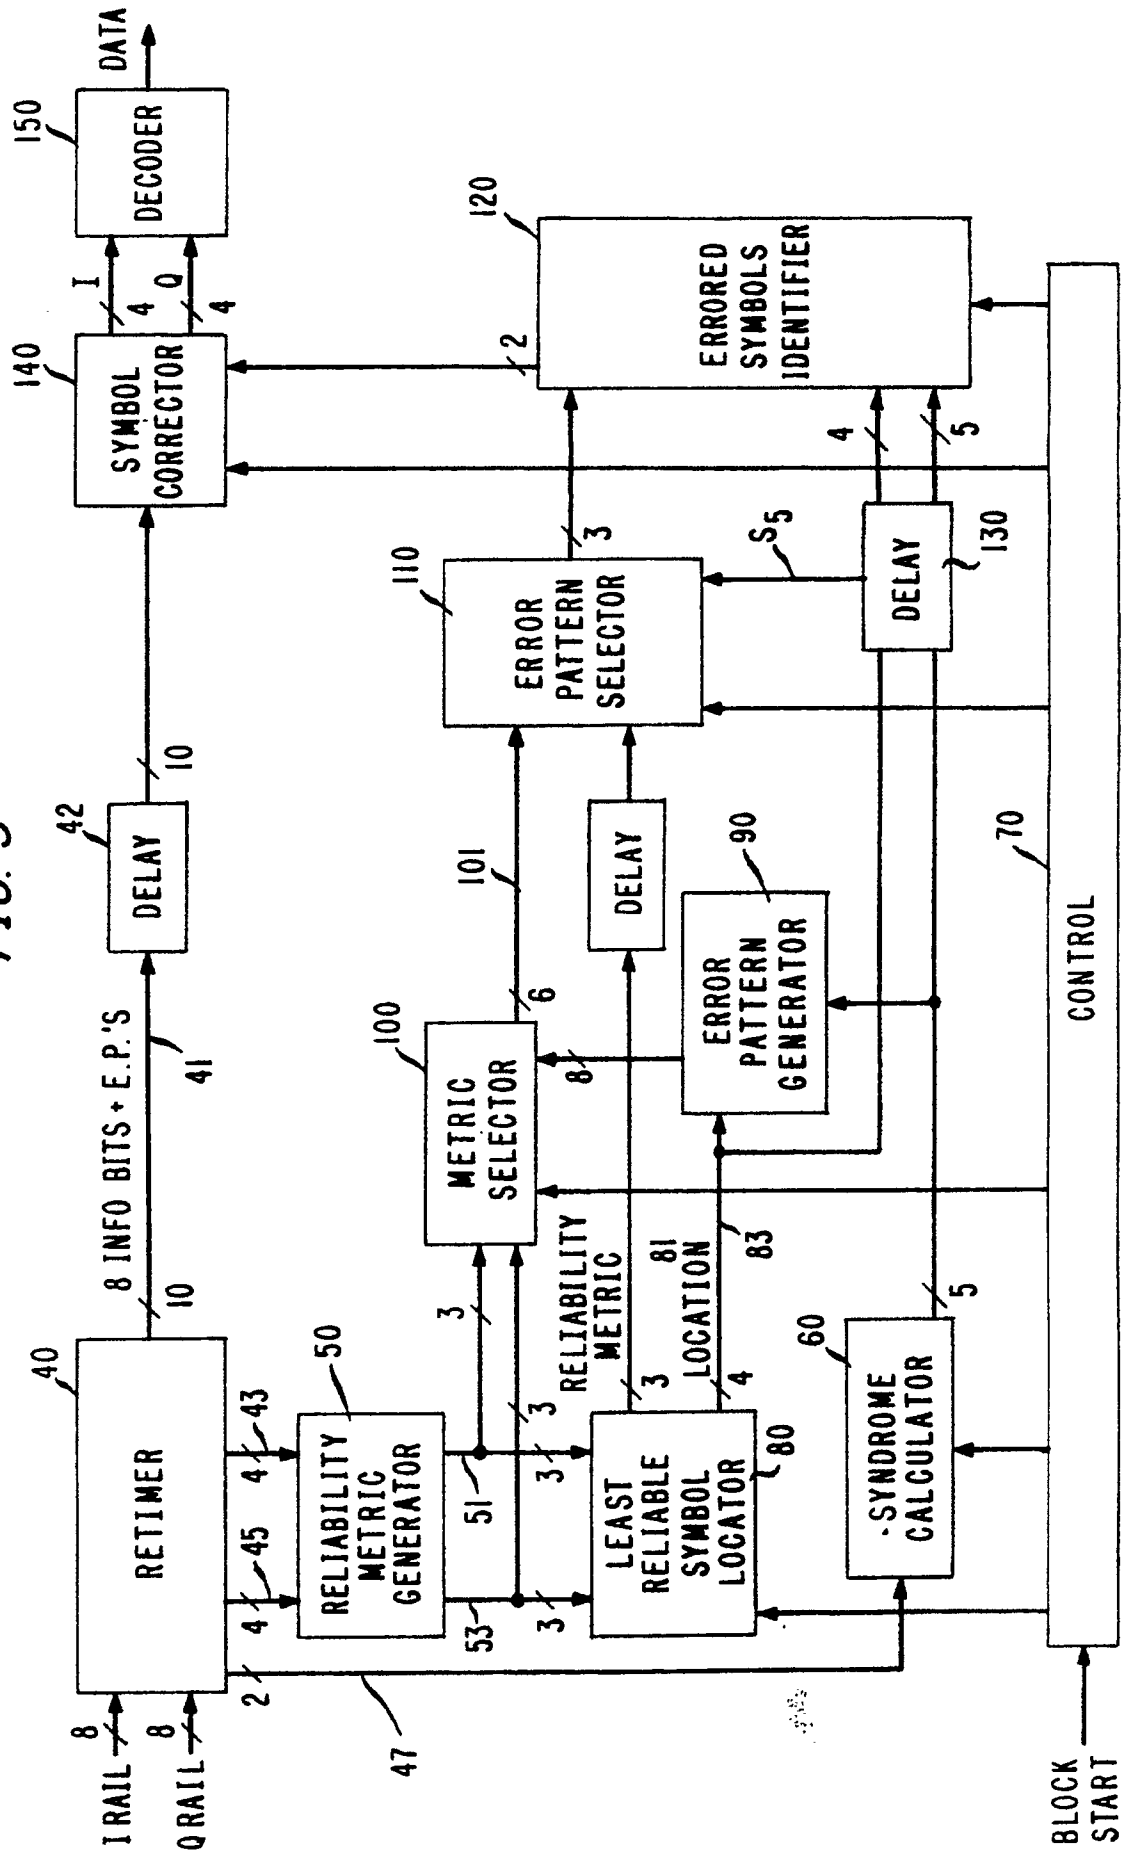 FIG. 3
IRAIL
8
QRAIL
8
40
RETIMER
10
8 INFO BITS + E.P.'S
41
42
DELAY
10
140
SYMBOL
CORRECTOR
I
4
Q
4
150
DECODER
DATA
4
45
4
43
2
47
50
RELIABILITY
METRIC
GENERATOR
53
51
3
3
3
3
100
METRIC
SELECTOR
6
101
8
110
ERROR
PATTERN
SELECTOR
3
120
ERRORED
SYMBOLS
IDENTIFIER
2
LEAST
RELIABLE
SYMBOL
LOCATOR
80
3
RELIABILITY
METRIC
81
LOCATION
4
83
DELAY
90
ERROR
PATTERN
GENERATOR
S5
DELAY
130
4
5
60
SYNDROME
CALCULATOR
5
70
CONTROL
BLOCK
START